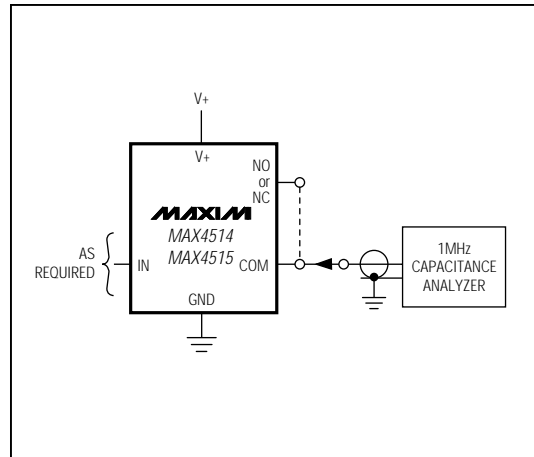 V+
V+
NO
or
NC
MAXIM
MAX4514
MAX4515
AS
REQUIRED
IN
COM
GND
1MHz
CAPACITANCE
ANALYZER